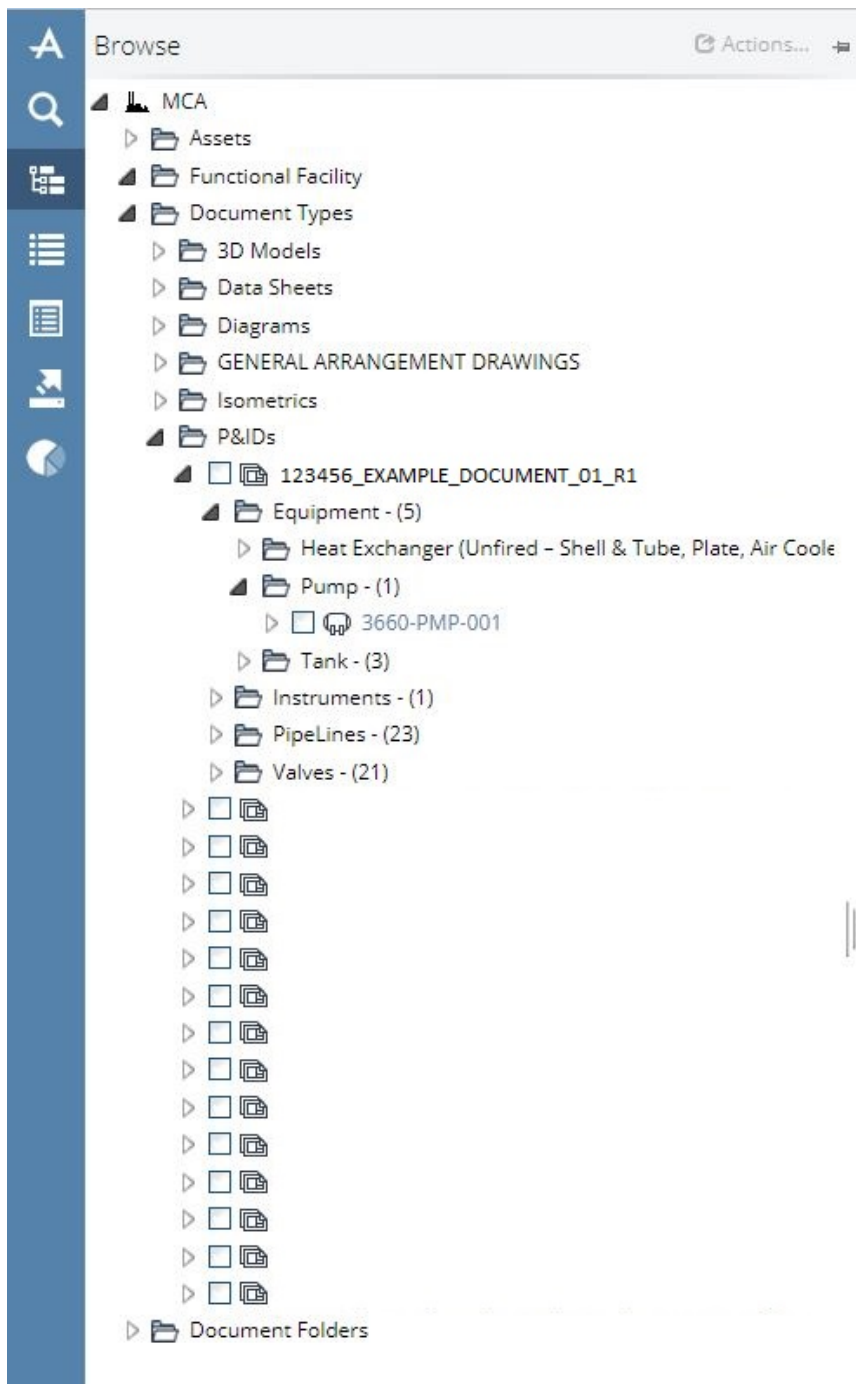 Browse Actions...
MCA
Assets
Functional Facility
Document Types
3D Models
Data Sheets
Diagrams
GENERAL ARRANGEMENT DRAWINGS
Isometrics
P&IDs
123456_EXAMPLE_DOCUMENT_01_R1
Equipment - (5)
Heat Exchanger (Unfired – Shell & Tube, Plate, Air Coole
Pump - (1)
3660-PMP-001
Tank - (3)
Instruments - (1)
PipeLines - (23)
Valves - (21)
Document Folders